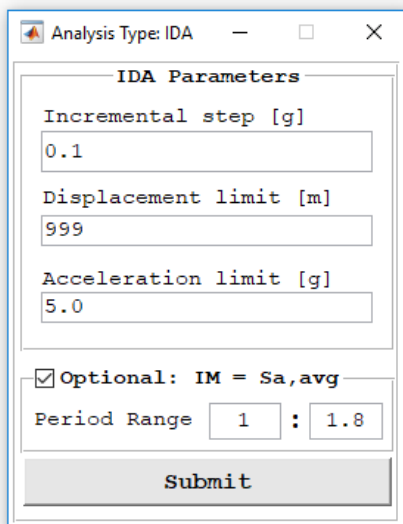 Analysis Type: IDA
IDA Parameters
Incremental step [g]
0.1
Displacement limit [m]
999
Acceleration limit [g]
5.0
Optional: IM = Sa,avg
Period Range 1 : 1.8
Submit